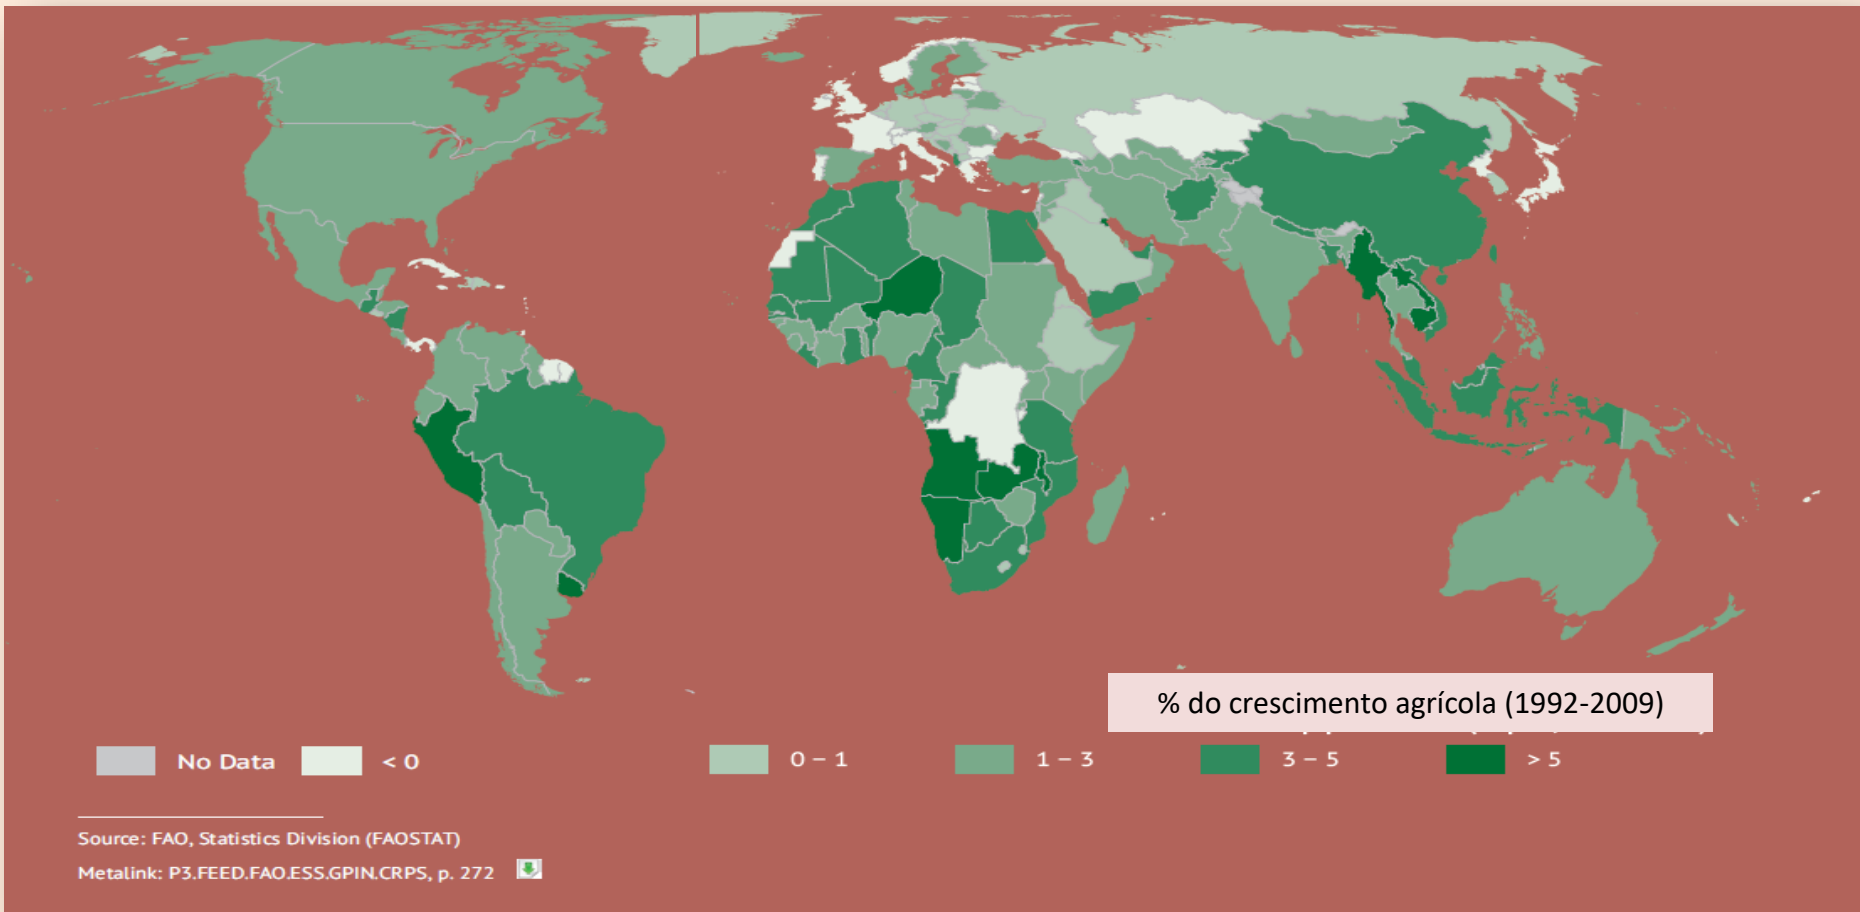 % do crescimento agrícola (1992-2009)
No Data
< 0
0 – 1
1 – 3
3 – 5
> 5
Source: FAO, Statistics Division (FAOSTAT)
Metalink: P3.FEED.FAO.ESS.GPIN.CRPS, p. 272